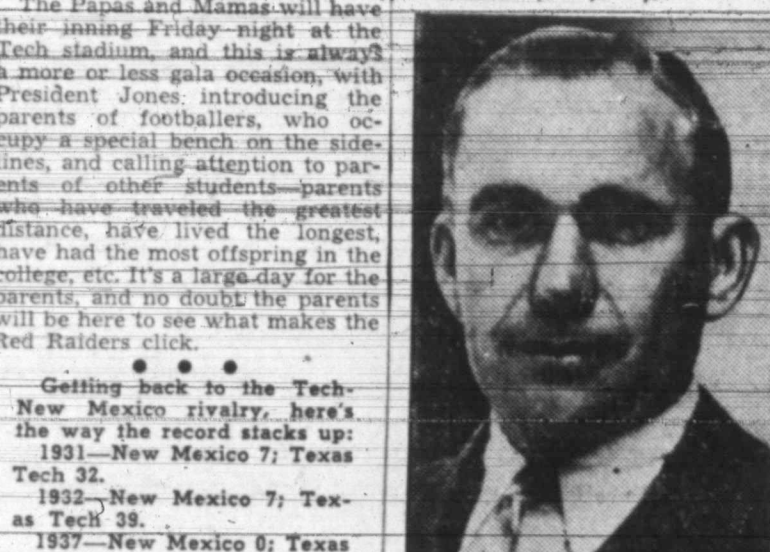 The Papas and Mamas will have
their inning Friday night at the
Tech stadium, and this is always
a more or less gala occasion, with
President Jones introducing the
parents of footballers, who oc-
cupy a special bench on the side-
lines, and calling attention to par-
ents of other students—parents
who have traveled the greatest
distance, have lived the longest,
have had the most offspring in the
college, etc. It's a large day for the
parents, and no doubt the parents
will be here to see what makes the
Red Raiders click.
● ● ●
Getting back to the Tech-
New Mexico rivalry, here's
the way the record stacks up:
1931—New Mexico 7; Texas
Tech 32.
1932—New Mexico 7; Tex-
as Tech 39.
1937—New Mexico 0; Texas